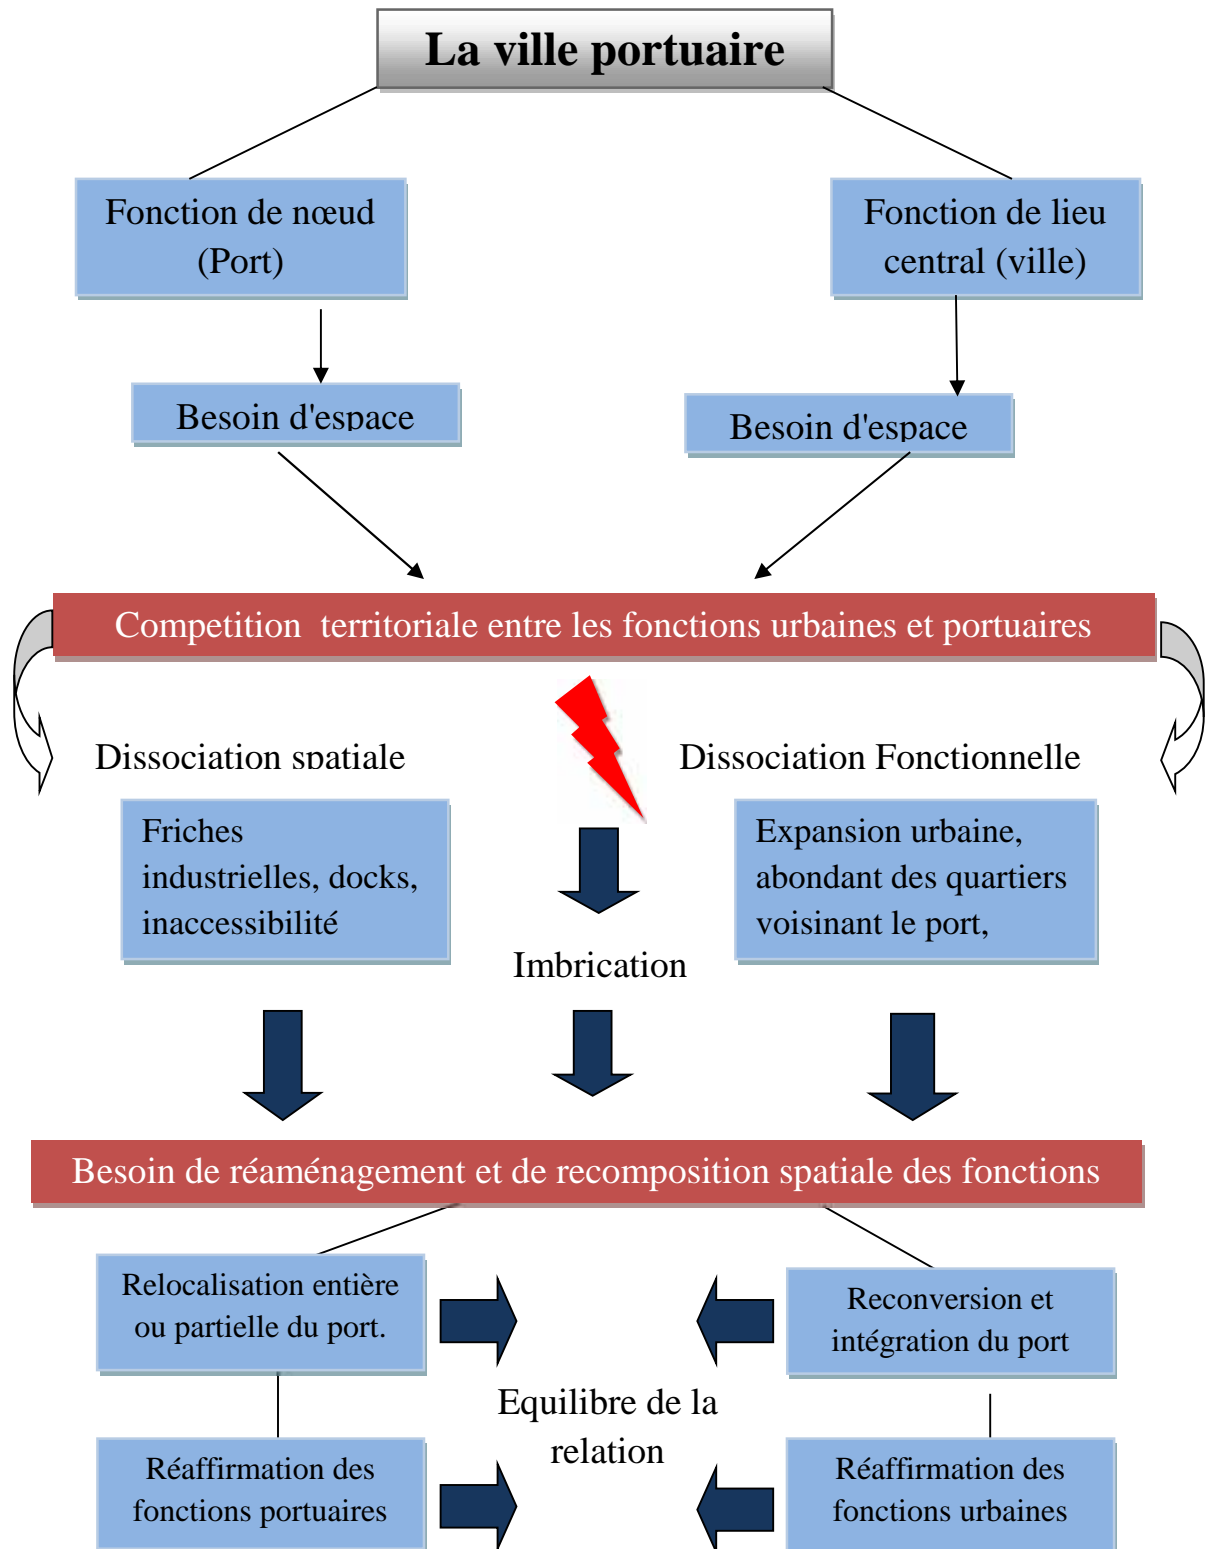 La ville portuaire
Fonction de nœud
(Port)
Fonction de lieu
central (ville)
Besoin d'espace
Besoin d'espace
Competition territoriale entre les fonctions urbaines et portuaires
Dissociation spatiale
Dissociation Fonctionnelle
Friches
industrielles, docks,
inaccessibilité
Expansion urbaine,
abondant des quartiers
voisinant le port,
Imbrication
Besoin de réaménagement et de recomposition spatiale des fonctions
Relocalisation entière
ou partielle du port.
Reconversion et
intégration du port
Equilibre de la
relation
Réaffirmation des
fonctions portuaires
Réaffirmation des
fonctions urbaines